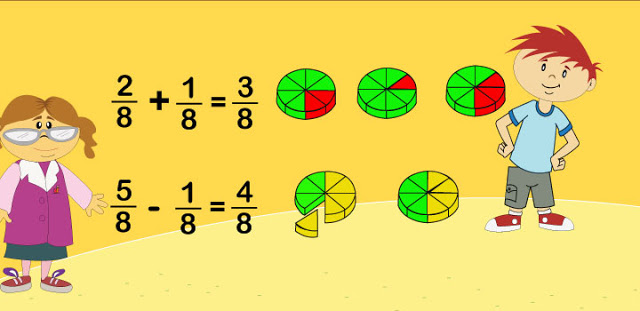 2/8 + 1/8 = 3/8
5/8 - 1/8 = 4/8